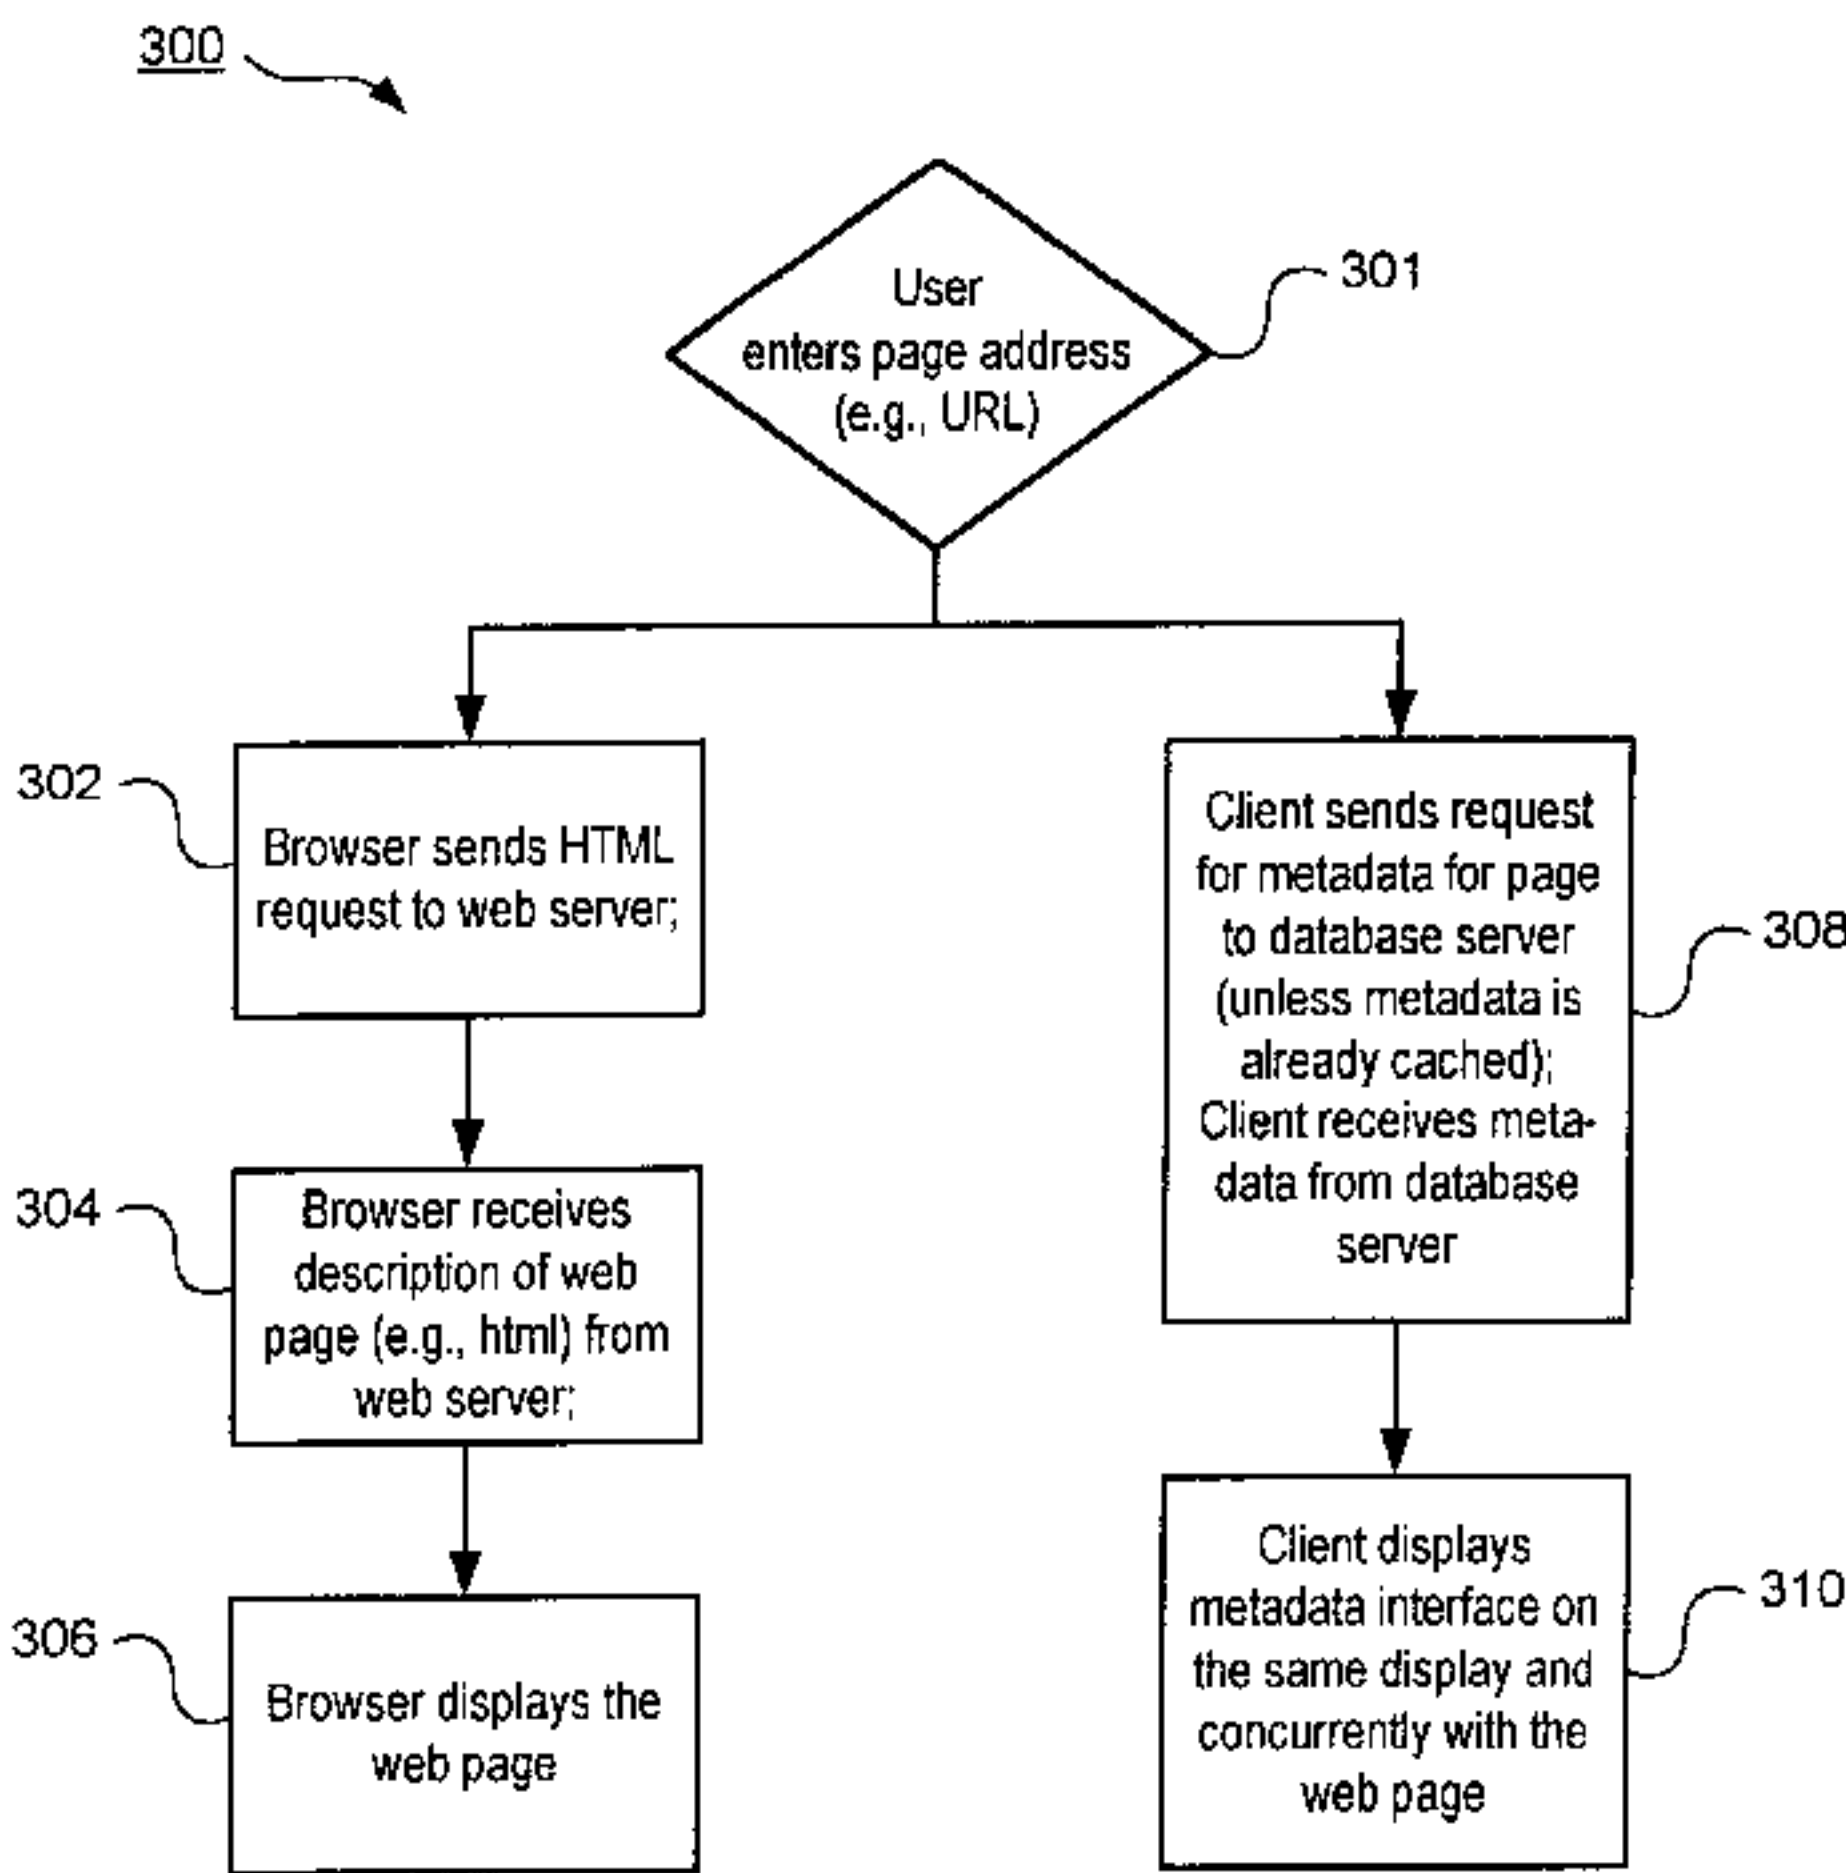 300
User
enters page address
(e.g., URL)
301
302
Browser sends HTML
request to web server;
304
Browser receives
description of web
page (e.g., html) from
web server;
306
Browser displays the
web page
Client sends request
for metadata for page
to database server
(unless metadata is
already cached);
Client receives meta-
data from database
server
308
Client displays
metadata interface on
the same display and
concurrently with the
web page
310